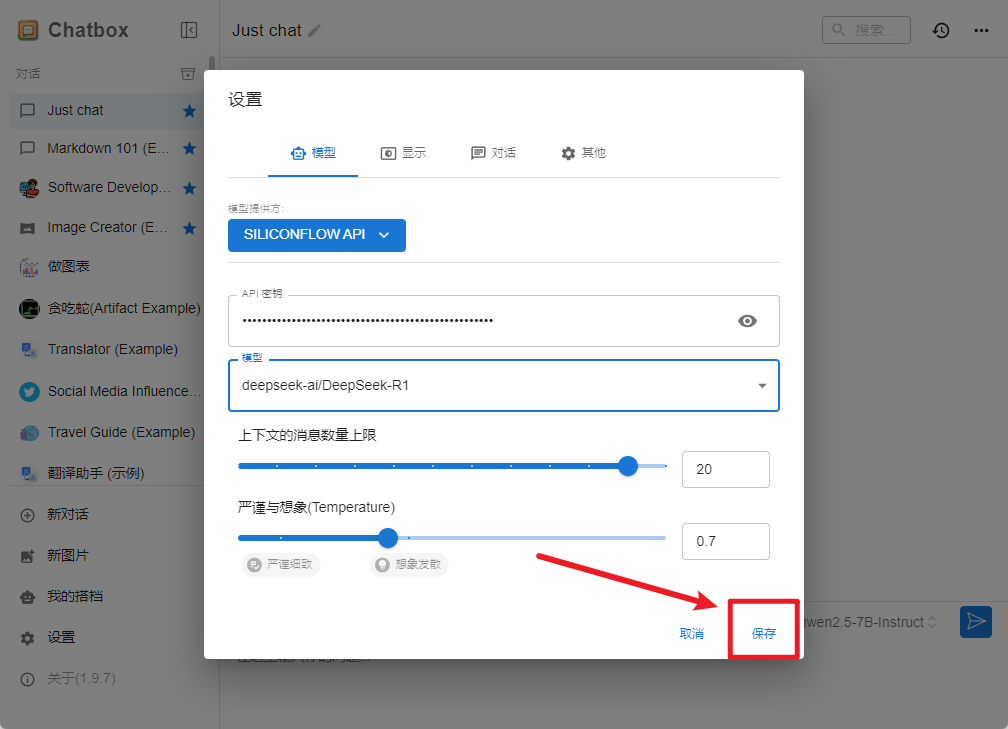 Chatbox
Just chat
搜索...
对话
Just chat
Markdown 101 (E...
Software Develop...
Image Creator (E...
做图表
贪吃蛇(Artifact Example)
Translator (Example)
Social Media Influence...
Travel Guide (Example)
翻译助手 (示例)
新对话
新图片
我的搭档
设置
关于(1.9.7)
设置
模型
显示
对话
其他
模型提供方:
SILICONFLOW API
API 密钥
••••••••••••••••••••••••••••••••••••••••••••••••••
模型
deepseek-ai/DeepSeek-R1
上下文的消息数量上限
20
严谨与想象(Temperature)
0.7
严谨细致
想象发散
取消
保存
wen2.5-7B-Instruct